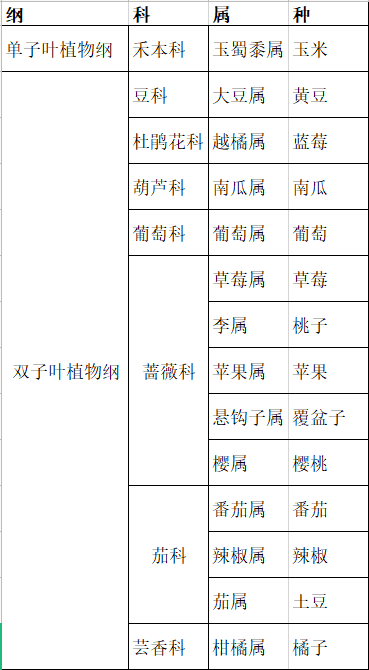 纲 科 属 种
单子叶植物纲 禾本科 玉蜀黍属 玉米
豆科 大豆属 黄豆
杜鹃花科 越橘属 蓝莓
葫芦科 南瓜属 南瓜
葡萄科 葡萄属 葡萄
草莓属 草莓
李属 桃子
双子叶植物纲 蔷薇科 苹果属 苹果
悬钩子属 覆盆子
樱属 樱桃
番茄属 番茄
茄科 辣椒属 辣椒
茄属 土豆
芸香科 柑橘属 橘子